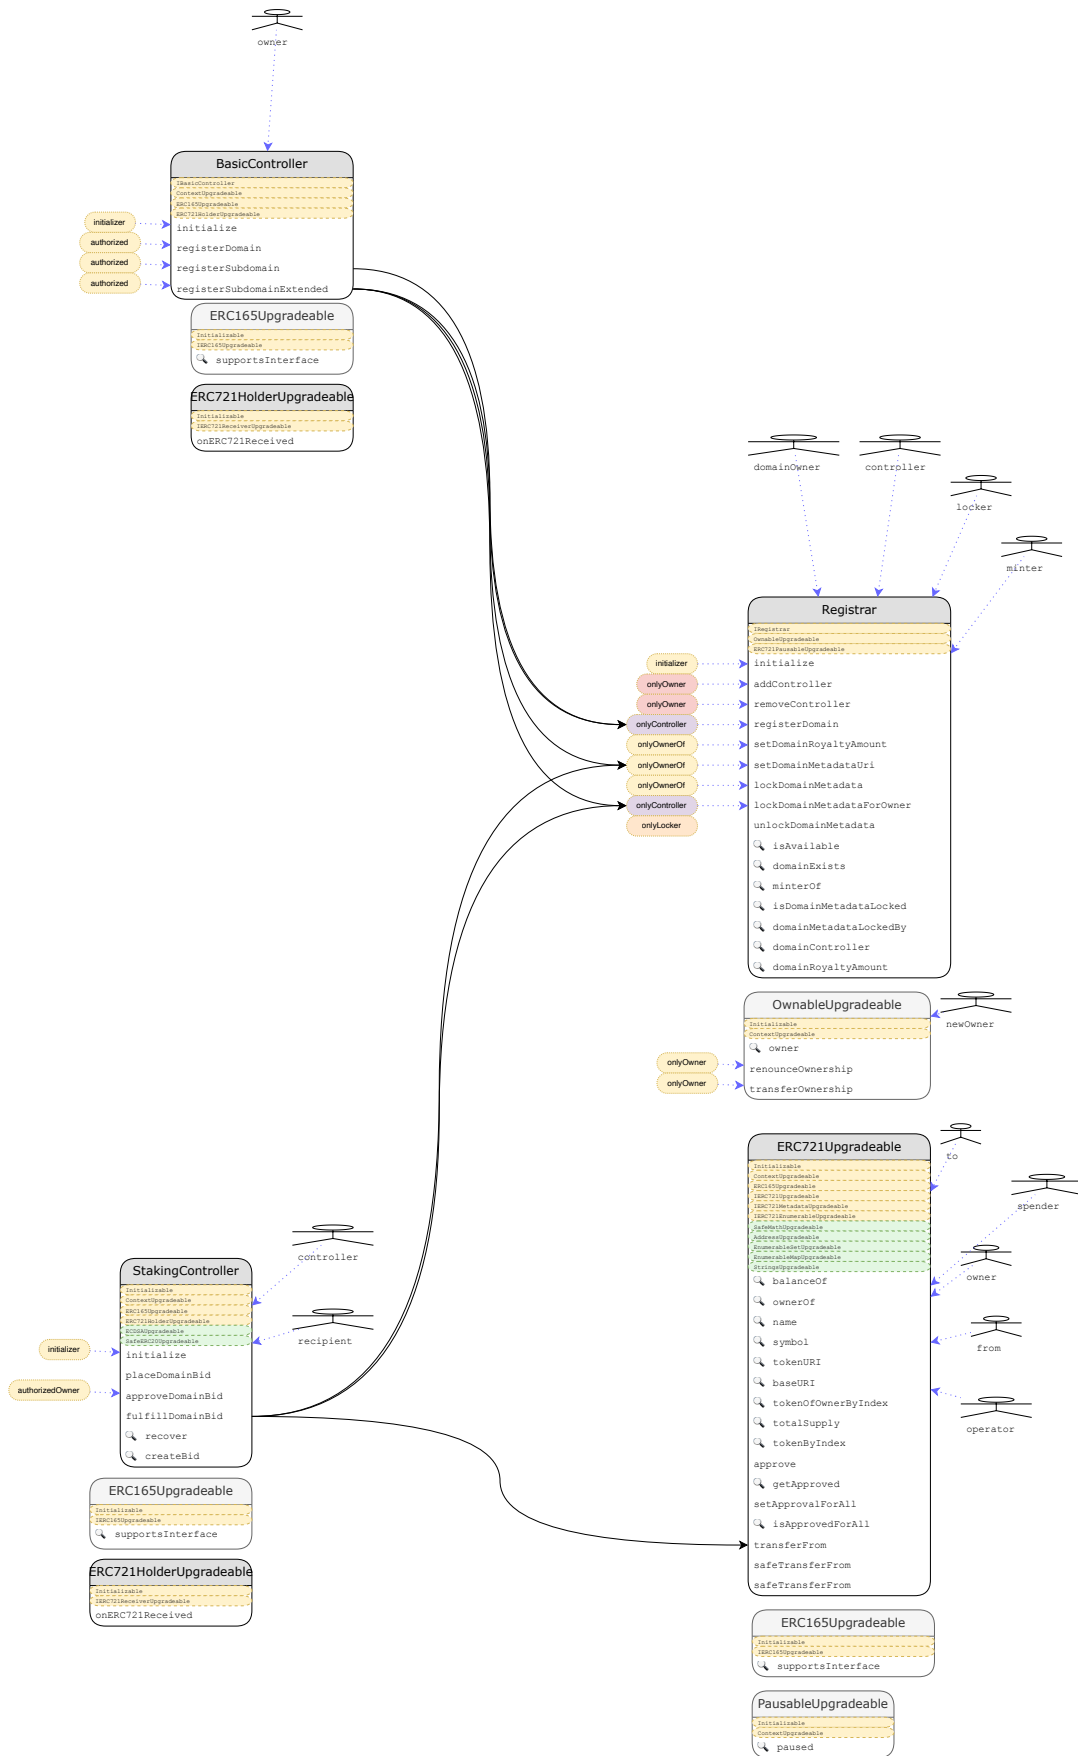 owner
BasicController
IBasicController
ContextUpgradeable
ERC165Upgradeable
ERC721HolderUpgradeable
initializer
initialize
authorized
registerDomain
authorized
registerSubdomain
authorized
registerSubdomainExtended
ERC165Upgradeable
Initializable
IERC165Upgradeable
supportsInterface
ERC721HolderUpgradeable
Initializable
IERC721ReceiverUpgradeable
onERC721Received
domainOwner
controller
locker
minter
Registrar
IRegistrar
OwnableUpgradeable
ERC721PausableUpgradeable
initializer
initialize
onlyOwner
addController
onlyOwner
removeController
onlyController
registerDomain
onlyOwnerOf
setDomainRoyaltyAmount
onlyOwnerOf
setDomainMetadataUri
onlyOwnerOf
lockDomainMetadata
onlyController
lockDomainMetadataForOwner
onlyLocker
unlockDomainMetadata
isAvailable
domainExists
minterOf
isDomainMetadataLocked
domainMetadataLockedBy
domainController
domainRoyaltyAmount
OwnableUpgradeable
Initializable
ContextUpgradeable
newOwner
owner
onlyOwner
renounceOwnership
onlyOwner
transferOwnership
ERC721Upgradeable
Initializable
ContextUpgradeable
ERC165Upgradeable
IERC721Upgradeable
IERC721MetadataUpgradeable
IERC721EnumerableUpgradeable
SafeMathUpgradeable
AddressUpgradeable
EnumerableSetUpgradeable
EnumerableMapUpgradeable
StringsUpgradeable
to
spender
owner
from
operator
balanceOf
ownerOf
name
symbol
tokenURI
baseURI
tokenOfOwnerByIndex
totalSupply
tokenByIndex
approve
getApproved
setApprovalForAll
isApprovedForAll
transferFrom
safeTransferFrom
safeTransferFrom
controller
recipient
StakingController
Initializable
ContextUpgradeable
ERC165Upgradeable
ERC721HolderUpgradeable
ECDSAUpgradeable
SafeERC20Upgradeable
initializer
initialize
placeDomainBid
authorizedOwner
approveDomainBid
fulfillDomainBid
recover
createBid
ERC165Upgradeable
Initializable
IERC165Upgradeable
supportsInterface
ERC721HolderUpgradeable
Initializable
IERC721ReceiverUpgradeable
onERC721Received
ERC165Upgradeable
Initializable
IERC165Upgradeable
supportsInterface
PausableUpgradeable
Initializable
ContextUpgradeable
paused